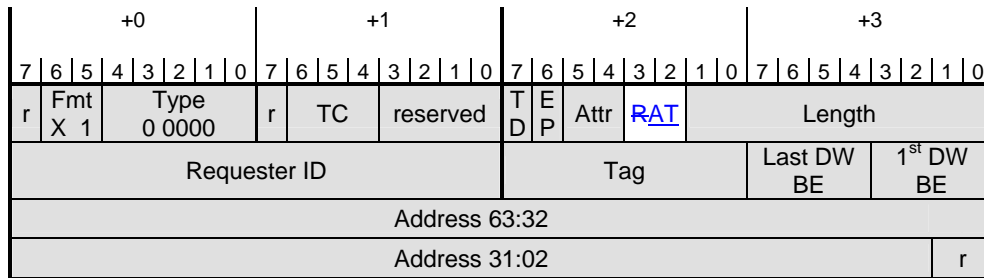 +0 +1 +2 +3
7 6 5 4 3 2 1 0 7 6 5 4 3 2 1 0 7 6 5 4 3 2 1 0 7 6 5 4 3 2 1 0
r Fmt X 1 Type 0 0000 r TC reserved TD EP Attr RAT Length
Requester ID Tag Last DW BE 1st DW BE
Address 63:32
Address 31:02 r